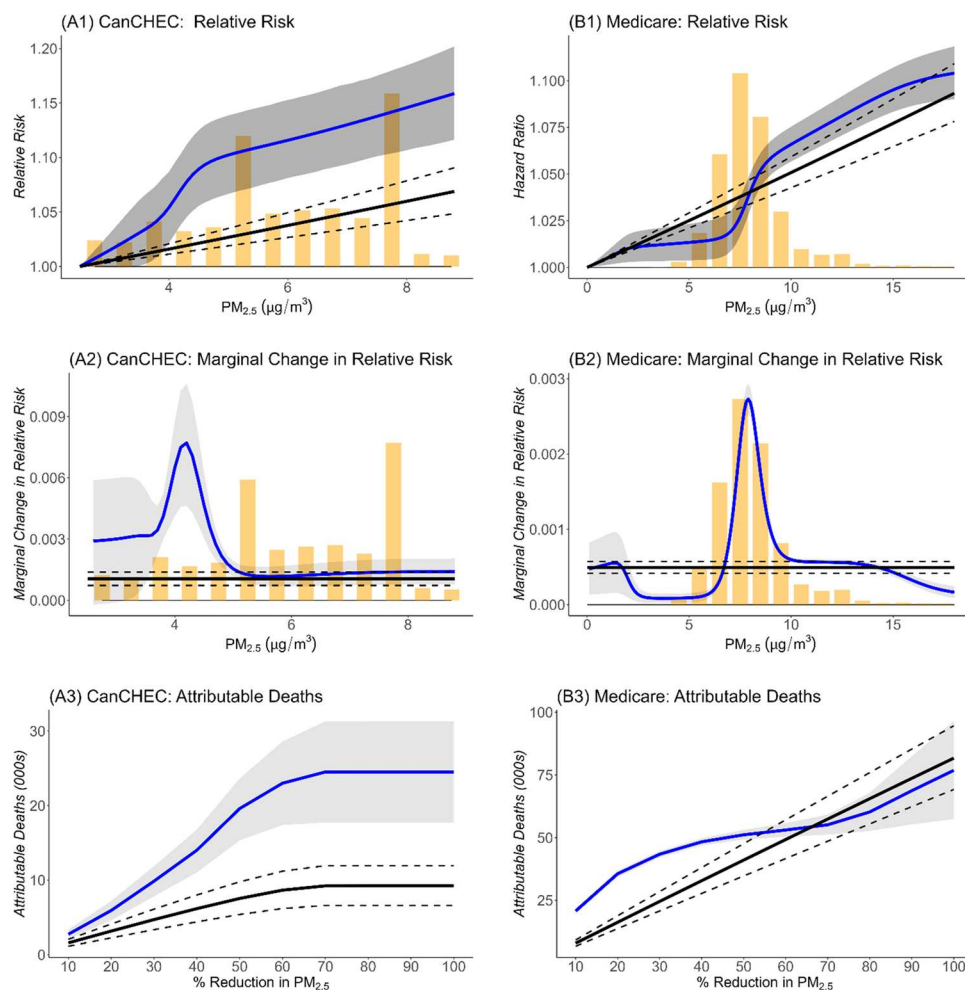 (A1) CanCHEC: Relative Risk
1.20
1.15
1.10
1.05
1.00
Relative Risk
4
6
8
PM2.5 (µg/m³)
(B1) Medicare: Relative Risk
1.100
1.075
1.050
1.025
1.000
Hazard Ratio
0
5
10
15
PM2.5 (µg/m³)
(A2) CanCHEC: Marginal Change in Relative Risk
0.009
0.006
0.003
0.000
Marginal Change in Relative Risk
4
6
8
PM2.5 (µg/m³)
(B2) Medicare: Marginal Change in Relative Risk
0.003
0.002
0.001
0.000
Marginal Change in Relative Risk
0
5
10
15
PM2.5 (µg/m³)
(A3) CanCHEC: Attributable Deaths
30
20
10
0
Attributable Deaths (000s)
10 20 30 40 50 60 70 80 90 100
% Reduction in PM2.5
(B3) Medicare: Attributable Deaths
100
75
50
25
Attributable Deaths (000s)
10 20 30 40 50 60 70 80 90 100
% Reduction in PM2.5